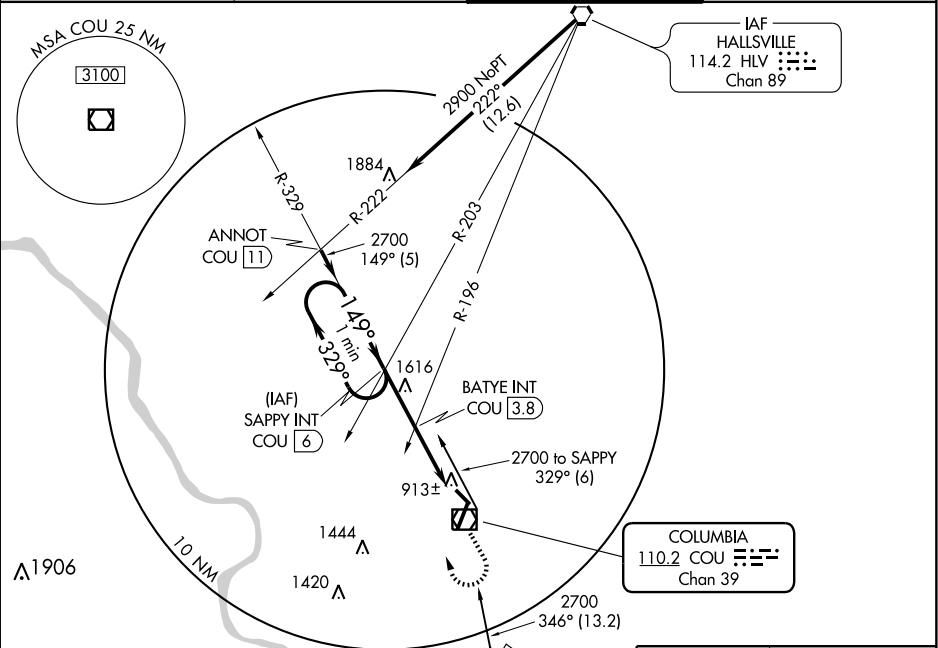 MSA COU 25 NM
3100
IAF
HALLSVILLE
114.2 HLV
Chan 89
2900 NoPT
222°
(12.6)
1884
R-329
R-222
R-203
R-196
ANNOT
COU 11
2700
149° (5)
149°
1 min
329°
1616
(IAF)
SAPPY INT
COU 6
BATYE INT
COU 3.8
2700 to SAPPY
329° (6)
913±
1444
1420
1906
10 NM
COLUMBIA
110.2 COU
Chan 39
2700
346° (13.2)